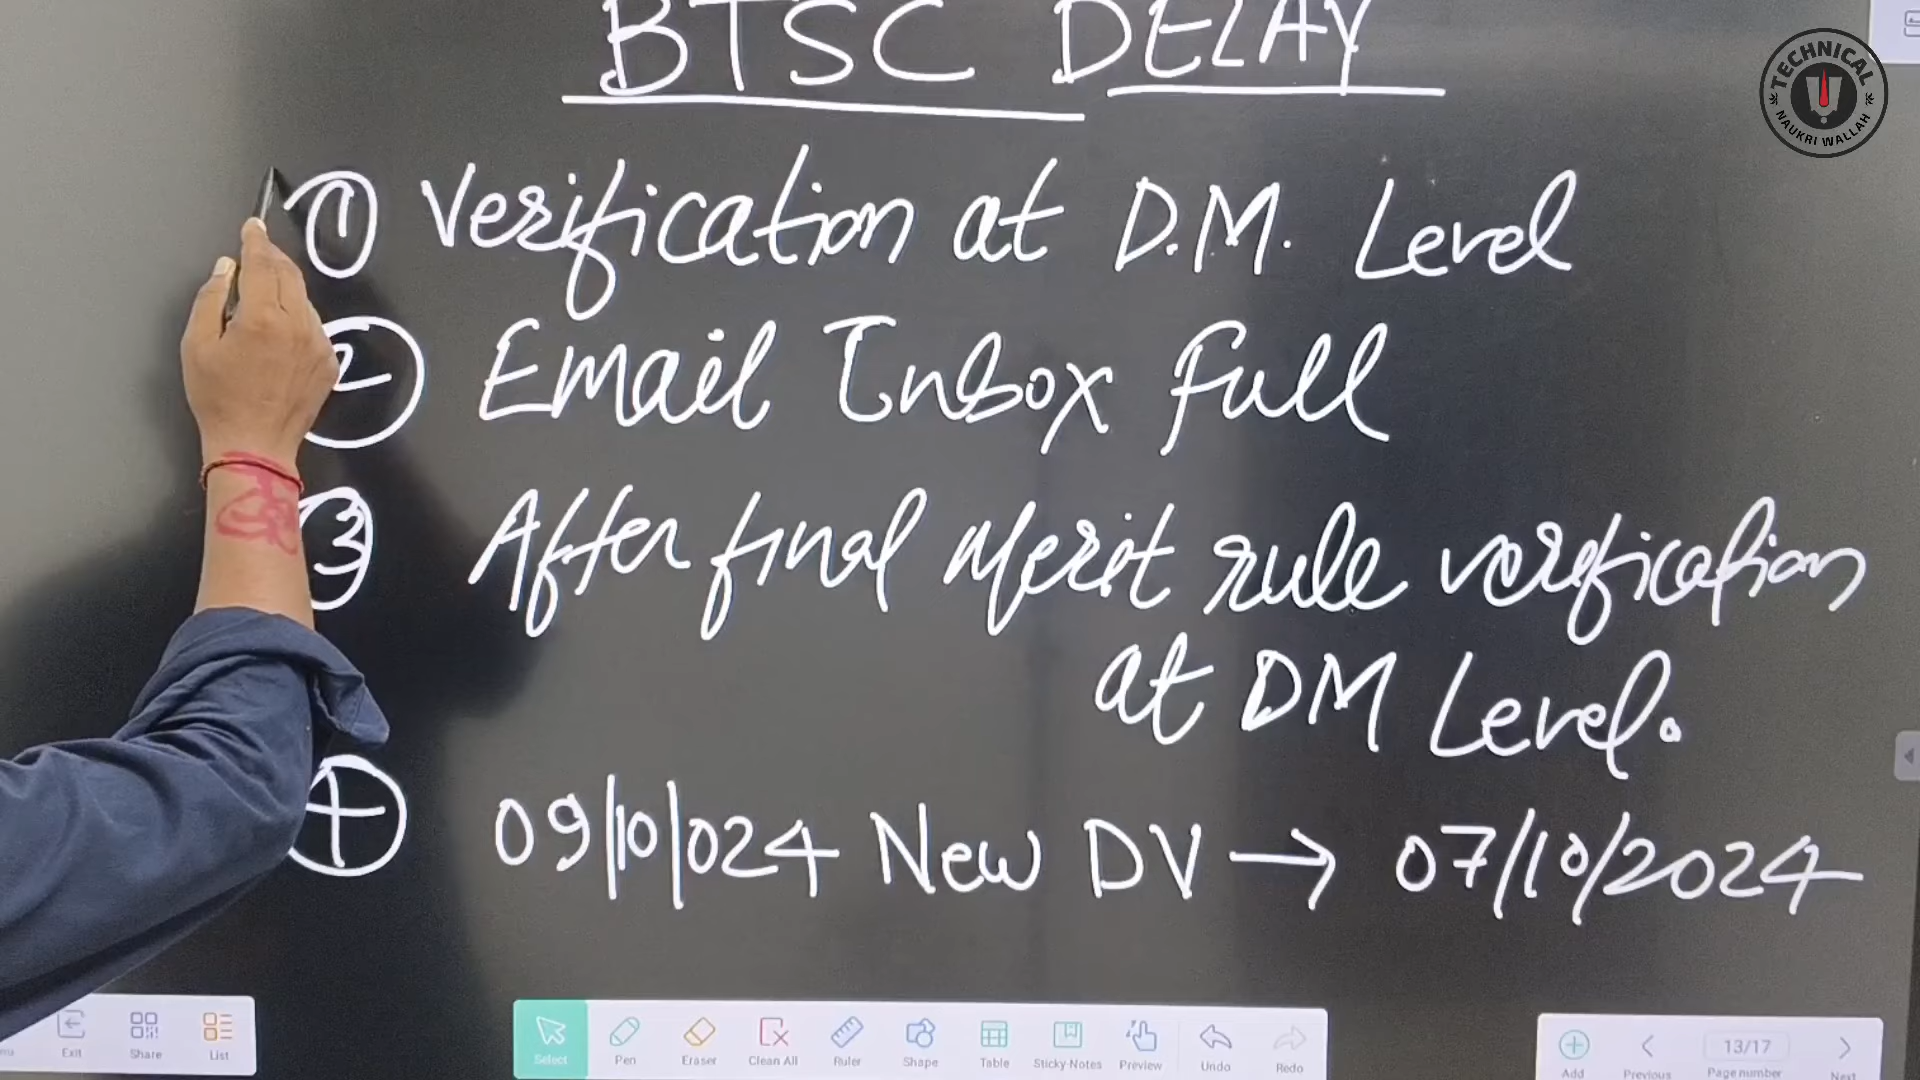 BTSC DELAY
TECHNICAL
NAUKRI WALLAH
① Verification at D.M. Level
② Email Inbox full
③ After final Merit rule verification
at DM Level.
09/10/024 New DV → 07/10/2024
Exit Share List
Select Pen Eraser Clean All Ruler Shape Table Sticky-Notes Preview Undo Redo
13/17
Add Previous Page number Next